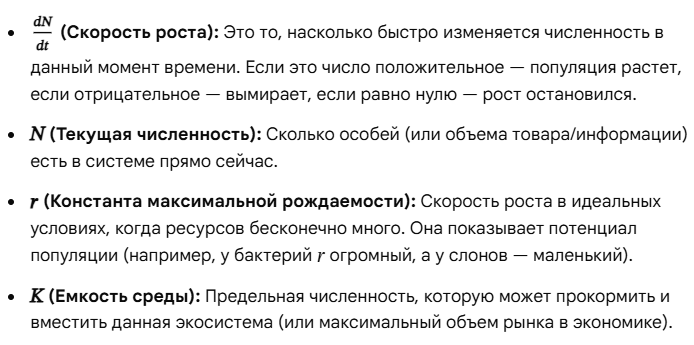 • dN/dt (Скорость роста): Это то, насколько быстро изменяется численность в
данный момент времени. Если это число положительное — популяция растет,
если отрицательное — вымирает, если равно нулю — рост остановился.
• N (Текущая численность): Сколько особей (или объема товара/информации)
есть в системе прямо сейчас.
• r (Константа максимальной рождаемости): Скорость роста в идеальных
условиях, когда ресурсов бесконечно много. Она показывает потенциал
популяции (например, у бактерий r огромный, а у слонов — маленький).
• K (Емкость среды): Предельная численность, которую может прокормить и
вместить данная экосистема (или максимальный объем рынка в экономике).